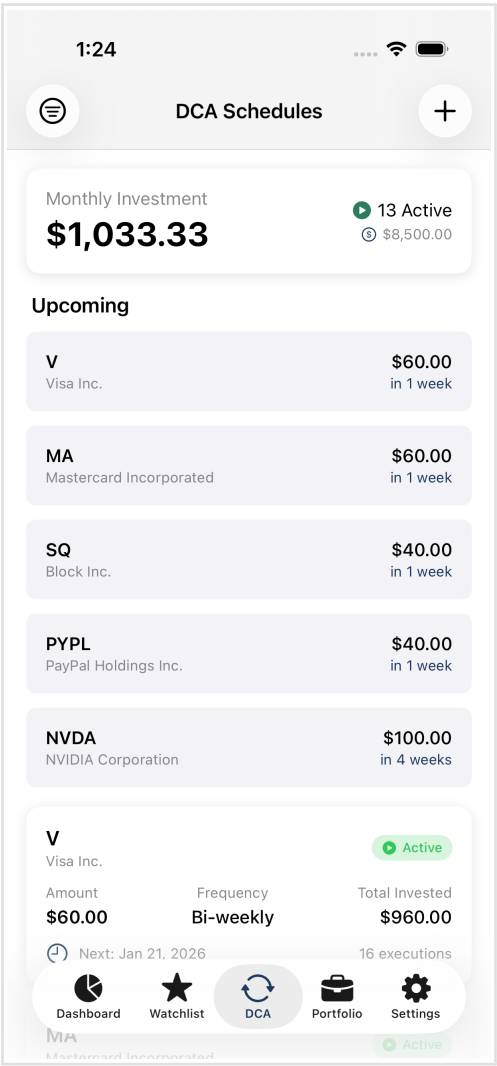 1:24
DCA Schedules
Monthly Investment
$1,033.33
13 Active
$8,500.00
Upcoming
V
$60.00
Visa Inc.
in 1 week
MA
$60.00
Mastercard Incorporated
in 1 week
SQ
$40.00
Block Inc.
in 1 week
PYPL
$40.00
PayPal Holdings Inc.
in 1 week
NVDA
$100.00
NVIDIA Corporation
in 4 weeks
V
Visa Inc.
Active
Amount
Frequency
Total Invested
$60.00
Bi-weekly
$960.00
Next: Jan 21, 2026
16 executions
Dashboard
Watchlist
DCA
Portfolio
Settings
MA
Mastercard Incorporated
Active